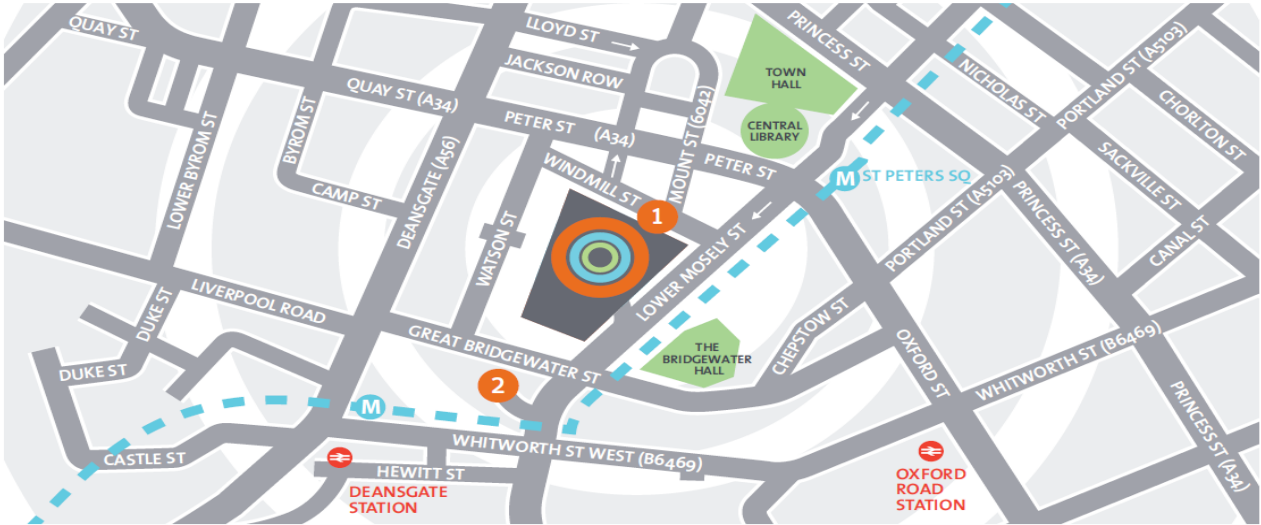 QUAY ST
LLOYD ST
PRINCESS ST
JACKSON ROW
TOWN
HALL
NICHOLAS ST
PORTLAND ST (A5103)
CHORLTON ST
QUAY ST (A34)
PETER ST (A34)
MOUNT ST (6042)
CENTRAL
LIBRARY
LOWER BYROM ST
BYROM ST
DEANSGATE (A56)
PETER ST
SACKVILLE ST
WINDMILL ST
M ST PETERS SQ
CAMP ST
1
WATSON ST
LOWER MOSELY ST
PORTLAND ST (A5103)
PRINCESS ST (A34)
CANAL ST
DUKE ST
LIVERPOOL ROAD
GREAT BRIDGEWATER ST
THE
BRIDGEWATER
HALL
CHEPSTOW ST
OXFORD ST
WHITWORTH ST (B6469)
DUKE ST
2
M
PRINCESS ST (A34)
CASTLE ST
WHITWORTH ST WEST (B6469)
HEWITT ST
DEANSGATE
STATION
OXFORD
ROAD
STATION